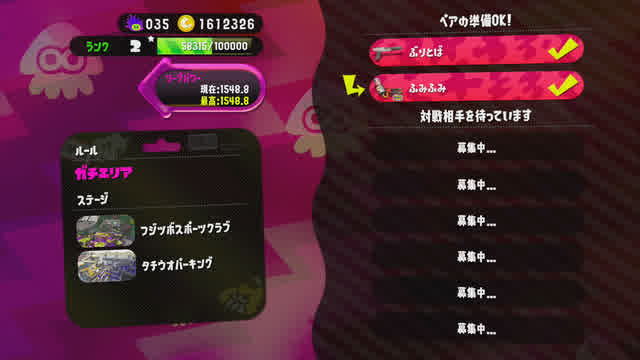 035 1612326
ランク 2 58315/100000
リーグパワー
現在:1548.8
最高:1548.8
ルール
ガチエリア
ステージ
フジツボスポーツクラブ
タチウオパーキング
ペアの準備OK!
ぷりとぱ
ふみふみ
対戦相手を待っています
募集中...
募集中...
募集中...
募集中...
募集中...
募集中...